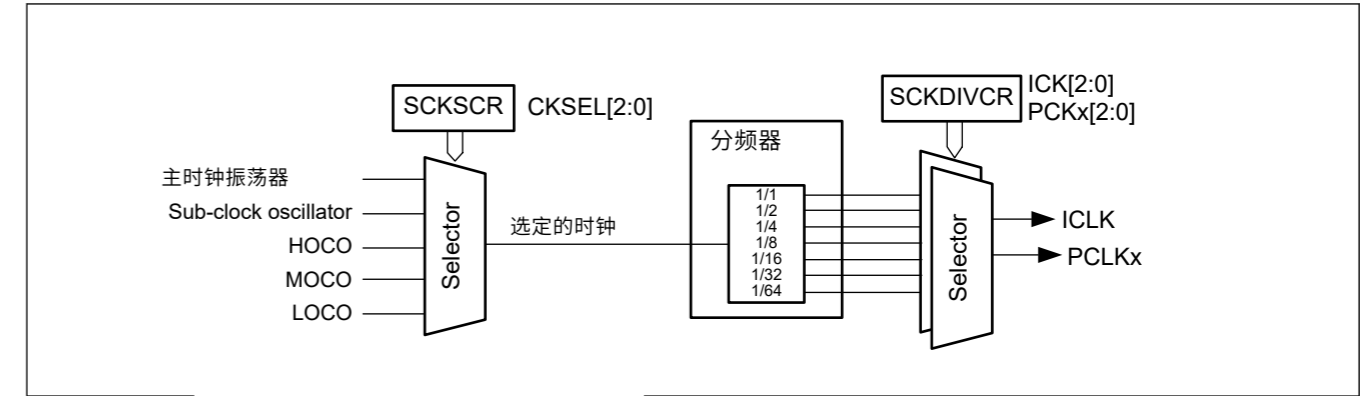 SCKSCR
CKSEL[2:0]
主时钟振荡器
Sub-clock oscillator
HOCO
MOCO
LOCO
Selector
选定的时钟
分频器
1/1
1/2
1/4
1/8
1/16
1/32
1/64
SCKDIVCR
ICK[2:0]
PCKx[2:0]
Selector
ICLK
PCLKx